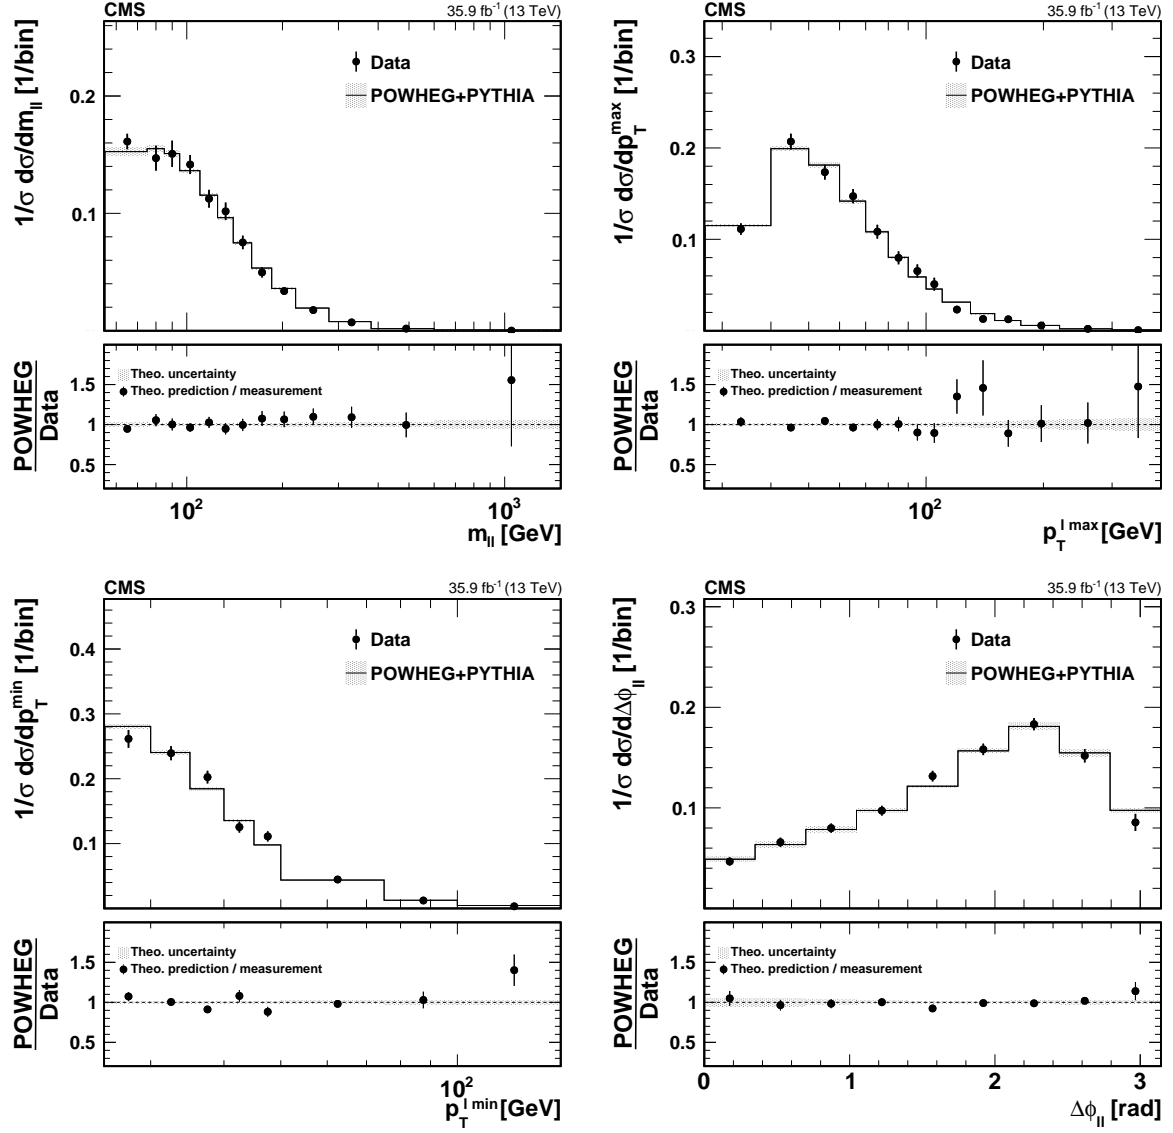 CMS
35.9 fb⁻¹ (13 TeV)
1/σ dσ/dm_ll [1/bin]
0.2
0.1
Data
POWHEG+PYTHIA
POWHEG
Data
1.5
1
0.5
Theo. uncertainty
Theo. prediction / measurement
10²
10³
m_ll [GeV]
CMS
35.9 fb⁻¹ (13 TeV)
1/σ dσ/dp_T^max [1/bin]
0.3
0.2
0.1
Data
POWHEG+PYTHIA
POWHEG
Data
1.5
1
0.5
Theo. uncertainty
Theo. prediction / measurement
10²
p_T^l max [GeV]
CMS
35.9 fb⁻¹ (13 TeV)
1/σ dσ/dp_T^min [1/bin]
0.4
0.3
0.2
0.1
Data
POWHEG+PYTHIA
POWHEG
Data
1.5
1
0.5
Theo. uncertainty
Theo. prediction / measurement
10²
p_T^l min [GeV]
CMS
35.9 fb⁻¹ (13 TeV)
1/σ dσ/dΔϕ_ll [1/bin]
0.3
0.2
0.1
Data
POWHEG+PYTHIA
POWHEG
Data
1.5
1
0.5
Theo. uncertainty
Theo. prediction / measurement
0
1
2
3
Δϕ_ll [rad]